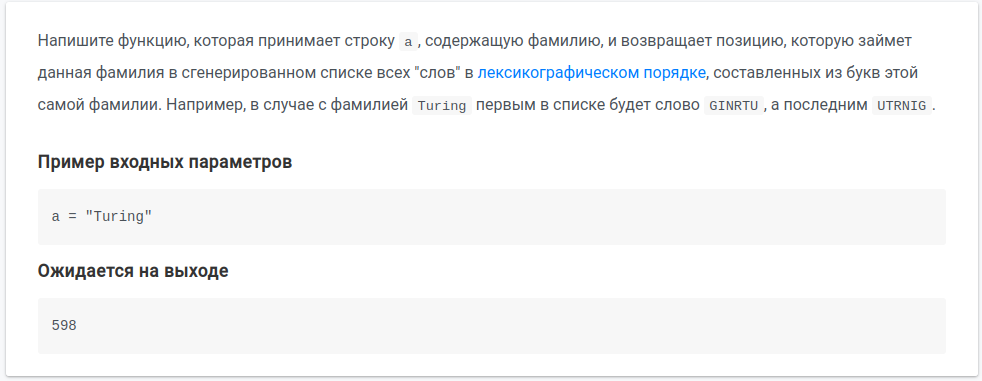 Напишите функцию, которая принимает строку a, содержащую фамилию, и возвращает позицию, которую займет
данная фамилия в сгенерированном списке всех "слов" в лексикографическом порядке, составленных из букв этой
самой фамилии. Например, в случае с фамилией Turing первым в списке будет слово GINRTU, а последним UTRNIG.
Пример входных параметров
a = "Turing"
Ожидается на выходе
598